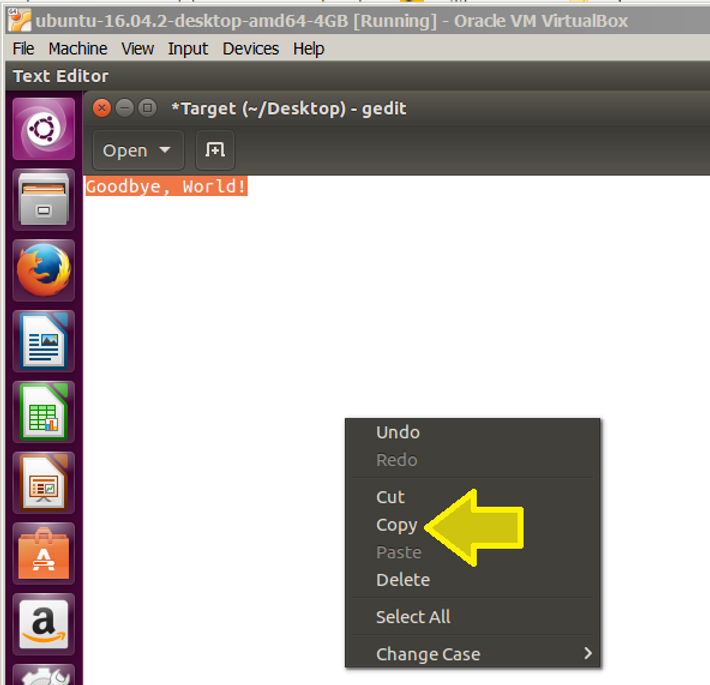 ubuntu-16.04.2-desktop-amd64-4GB [Running] - Oracle VM VirtualBox
File Machine View Input Devices Help
Text Editor
*Target (~/Desktop) - gedit
Open
Goodbye, World!
Undo
Redo
Cut
Copy
Paste
Delete
Select All
Change Case